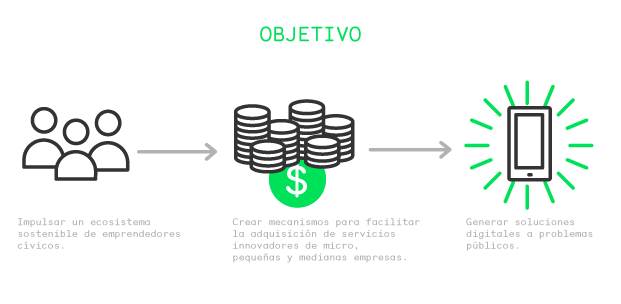 OBJETIVO
$
Impulsar un ecosistema
sostenible de emprendedores
cívicos.
Crear mecanismos para facilitar
la adquisición de servicios
innovadores de micro,
pequeñas y medianas empresas.
Generar soluciones
digitales a problemas
públicos.